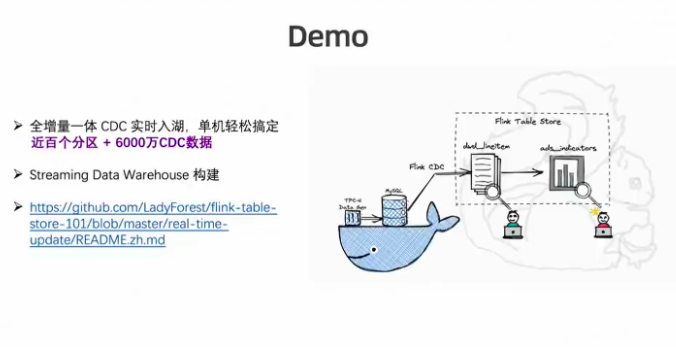 Demo
➢ 全增量一体 CDC 实时入湖，单机轻松搞定
近百个分区 + 6000万CDC数据
➢ Streaming Data Warehouse 构建
➢ https://github.com/LadyForest/flink-table-
store-101/blob/master/real-time-
update/README.zh.md
Flink Table Store
dwd_lineitem
ads_indicators
Flink CDC
MySQL
TPC-H
Data Gen